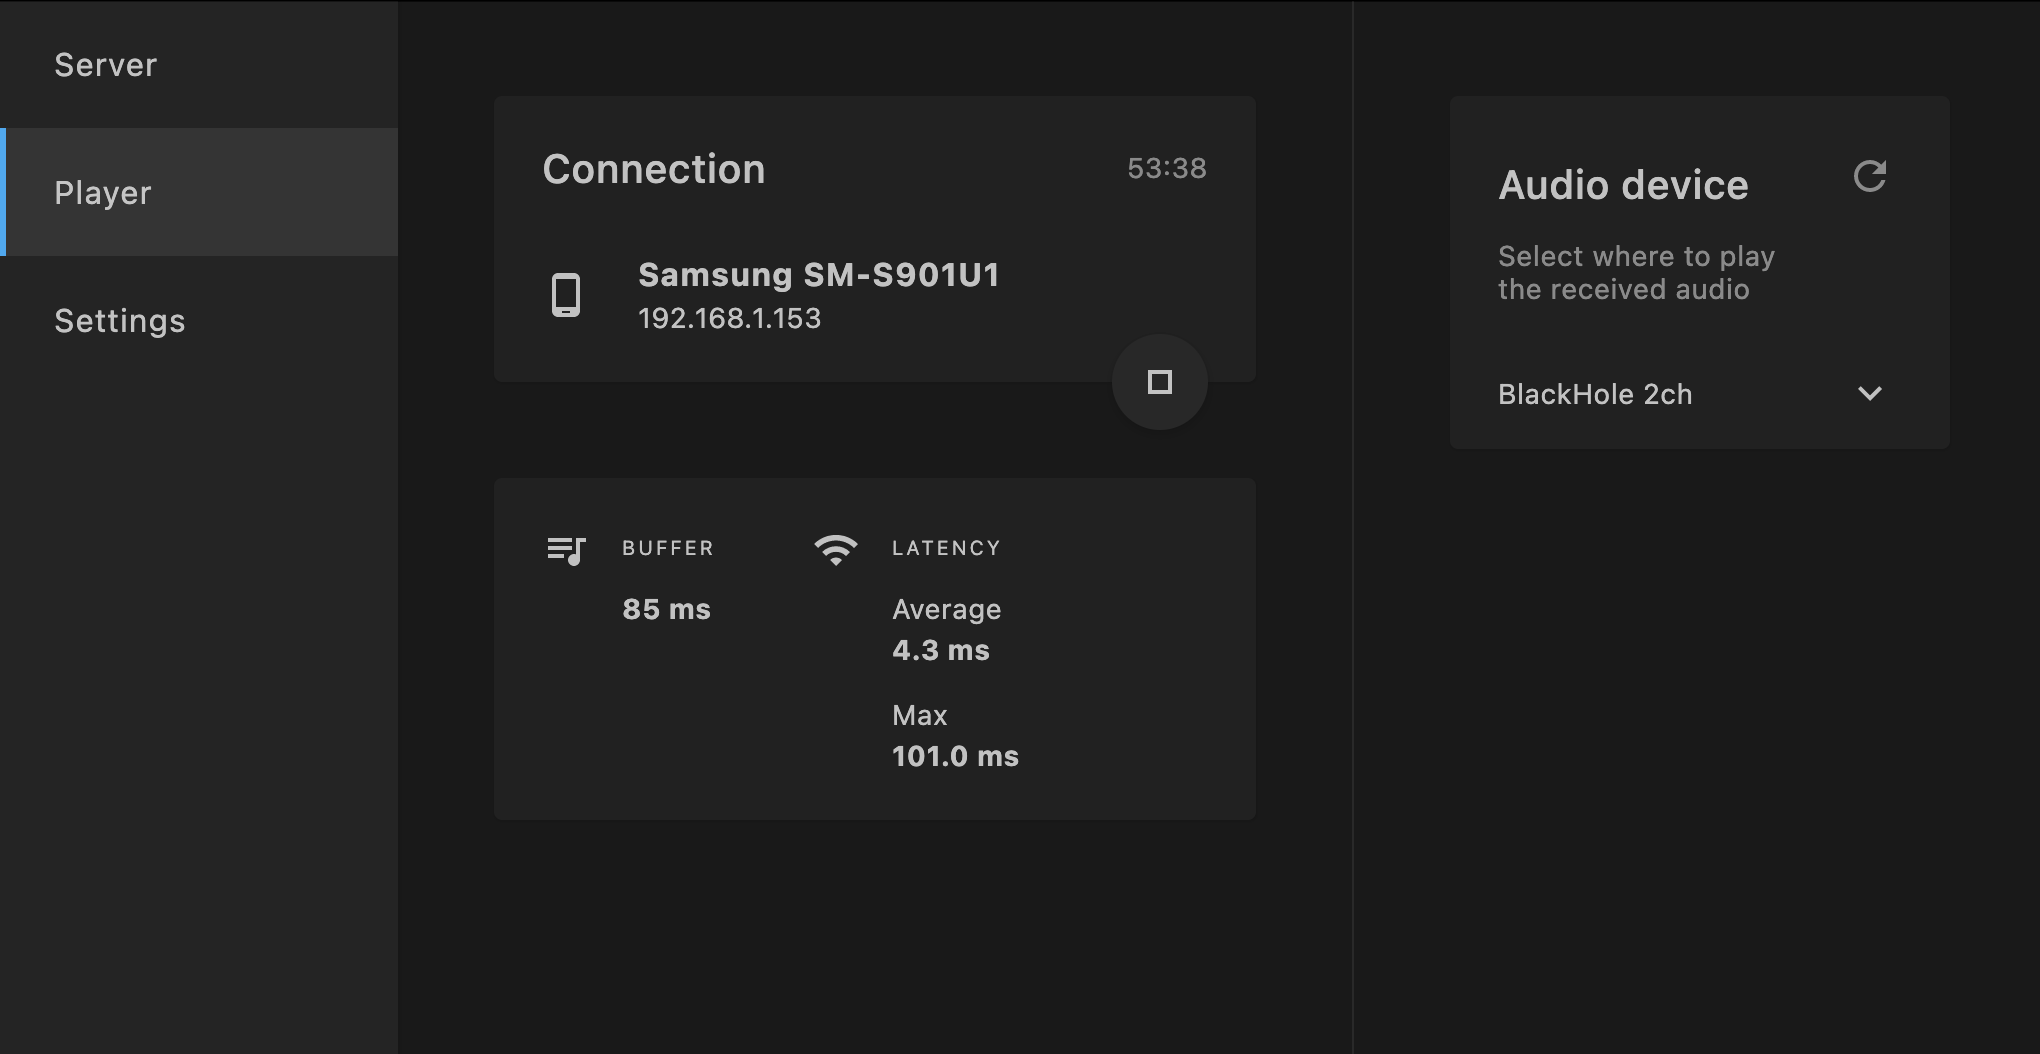 Server
Player
Settings
Connection
53:38
Samsung SM-S901U1
192.168.1.153
BUFFER
85 ms
LATENCY
Average
4.3 ms
Max
101.0 ms
Audio device
Select where to play
the received audio
BlackHole 2ch